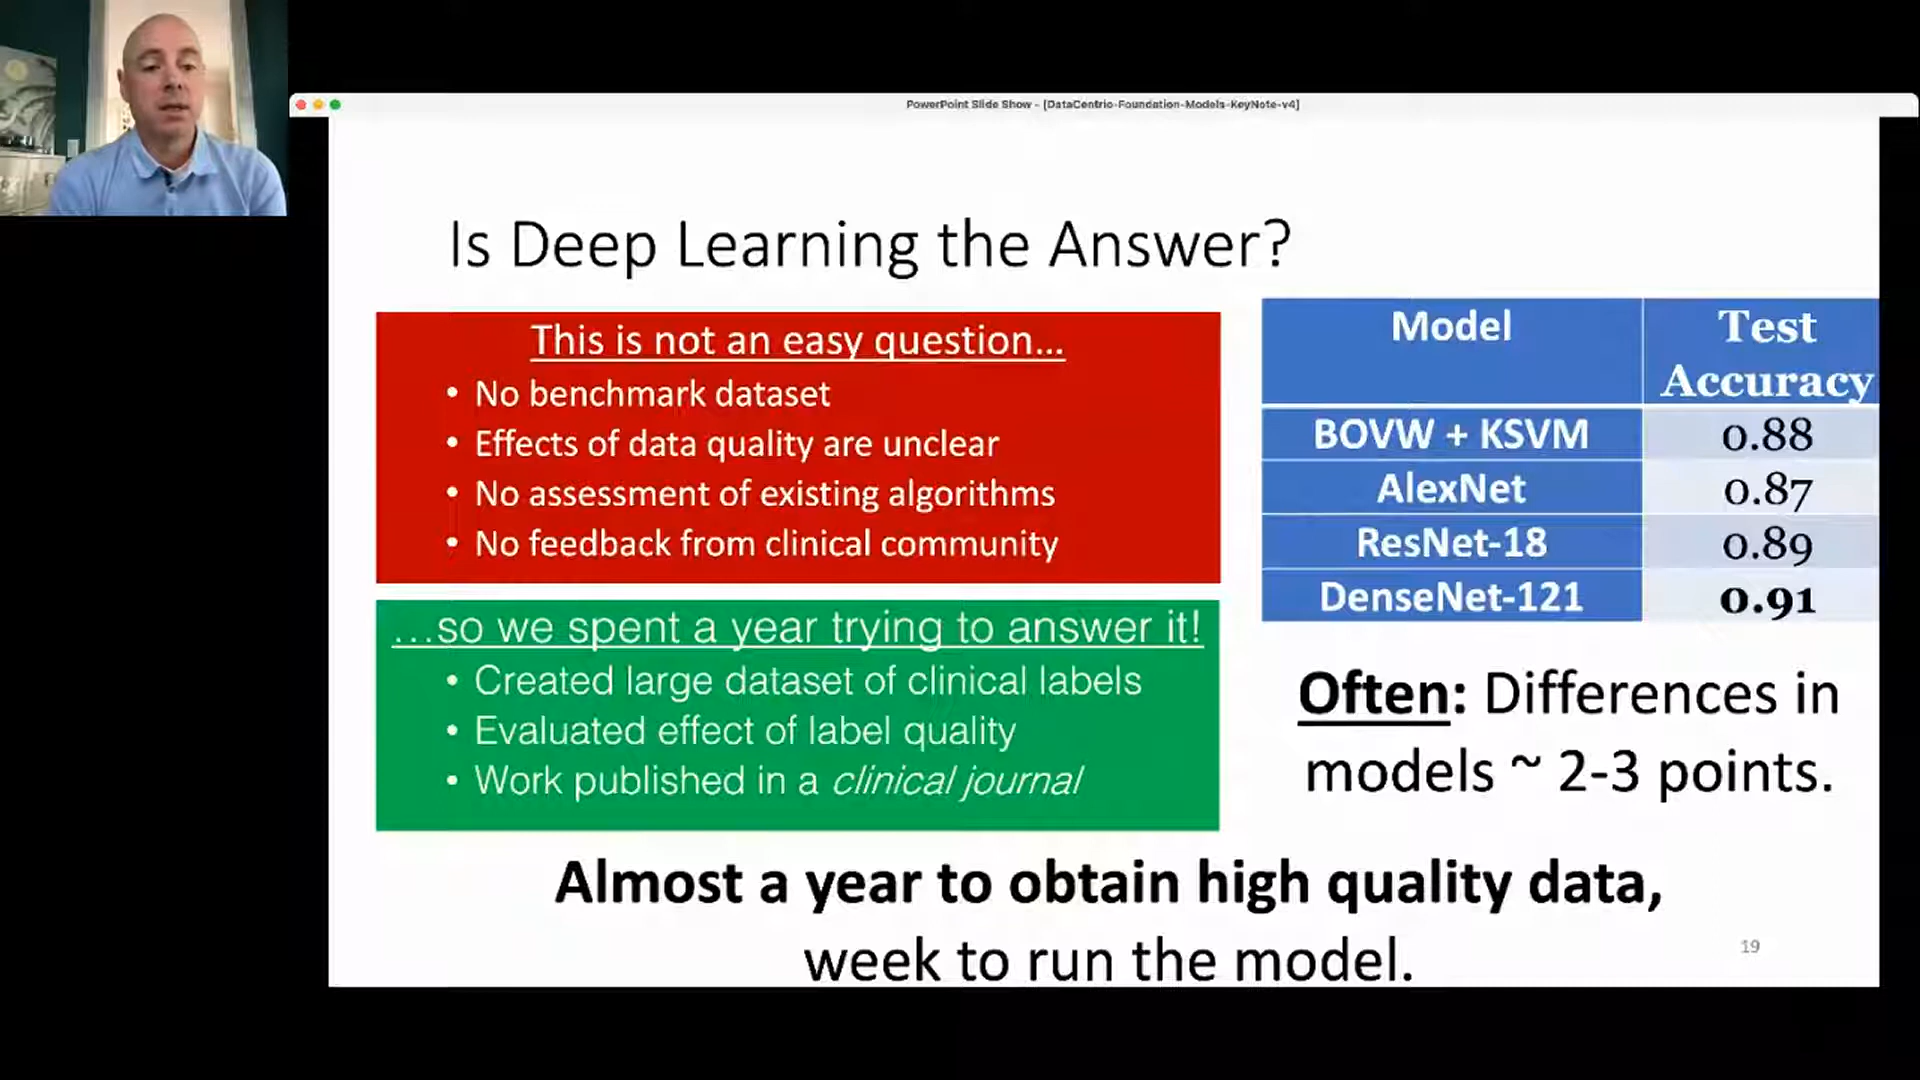 PowerPoint Slide Show - [DataCentric-Foundation-Models-KeyNote-v4]
Is Deep Learning the Answer?
This is not an easy question...
• No benchmark dataset
• Effects of data quality are unclear
• No assessment of existing algorithms
• No feedback from clinical community
...so we spent a year trying to answer it!
• Created large dataset of clinical labels
• Evaluated effect of label quality
• Work published in a clinical journal
Model Test
Accuracy
BOVW + KSVM 0.88
AlexNet 0.87
ResNet-18 0.89
DenseNet-121 0.91
Often: Differences in
models ~ 2-3 points.
Almost a year to obtain high quality data,
week to run the model.
19